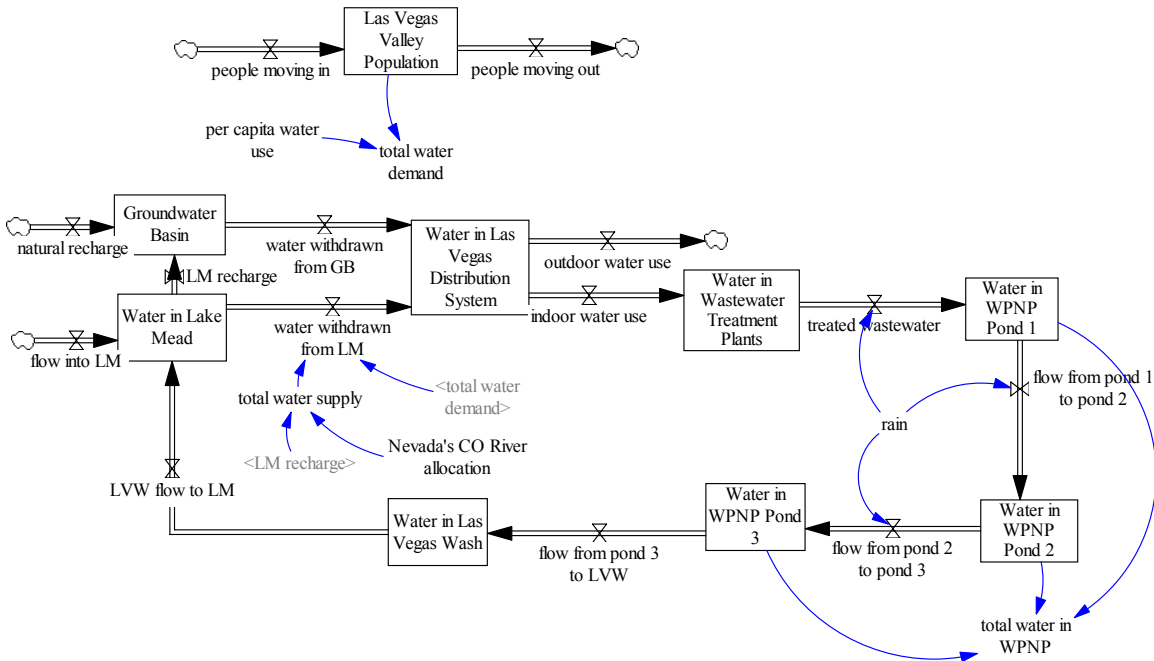 Las Vegas
Valley
Population
people moving in
people moving out
per capita water
use
total water
demand
Groundwater
Basin
natural recharge
water withdrawn
from GB
Water in Las
Vegas
Distribution
System
outdoor water use
LM recharge
Water in
Wastewater
Treatment
Plants
Water in
WPNP
Pond 1
Water in Lake
Mead
indoor water use
treated wastewater
flow into LM
water withdrawn
from LM
<total water
demand>
flow from pond 1
to pond 2
total water supply
rain
<LM recharge>
Nevada's CO River
allocation
LVW flow to LM
Water in Las
Vegas Wash
flow from pond 3
to LVW
Water in
WPNP Pond
3
flow from pond 2
to pond 3
Water in
WPNP
Pond 2
total water in
WPNP